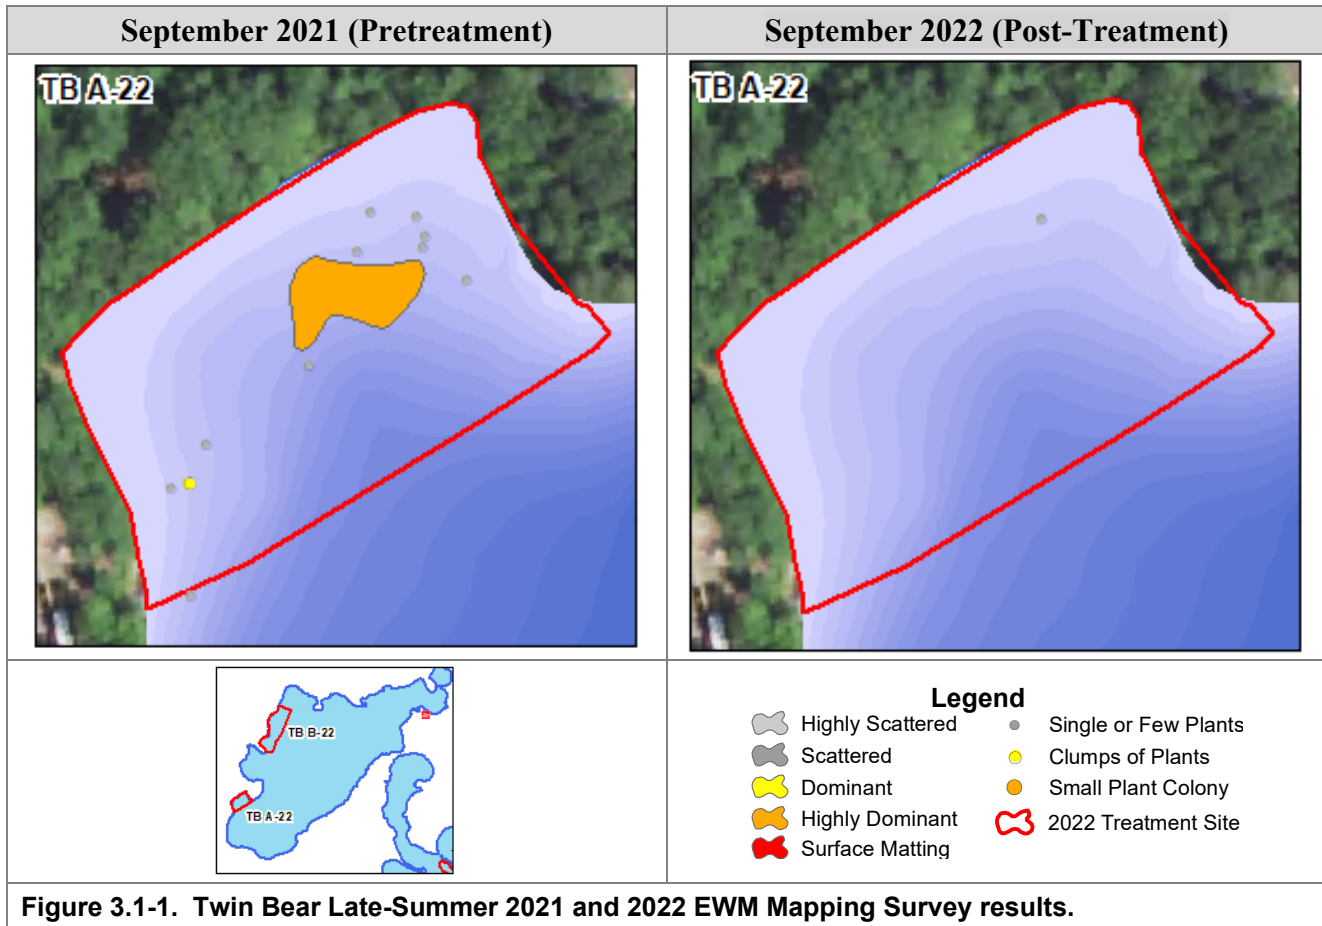 September 2021 (Pretreatment)
September 2022 (Post-Treatment)
TB A-22
TB A-22
TB B-22
TB A-22
Legend
Highly Scattered
Scattered
Dominant
Highly Dominant
Surface Matting
Single or Few Plants
Clumps of Plants
Small Plant Colony
2022 Treatment Site
Figure 3.1-1. Twin Bear Late-Summer 2021 and 2022 EWM Mapping Survey results.